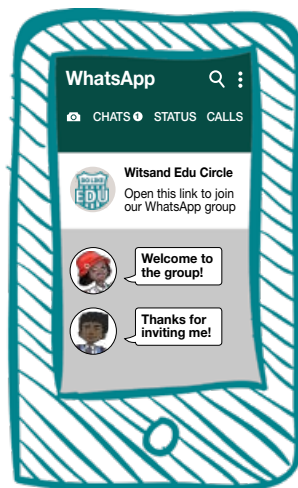 WhatsApp
CHATS 1 STATUS CALLS
EDU
Witsand Edu Circle
Open this link to join
our WhatsApp group
Welcome to
the group!
Thanks for
inviting me!